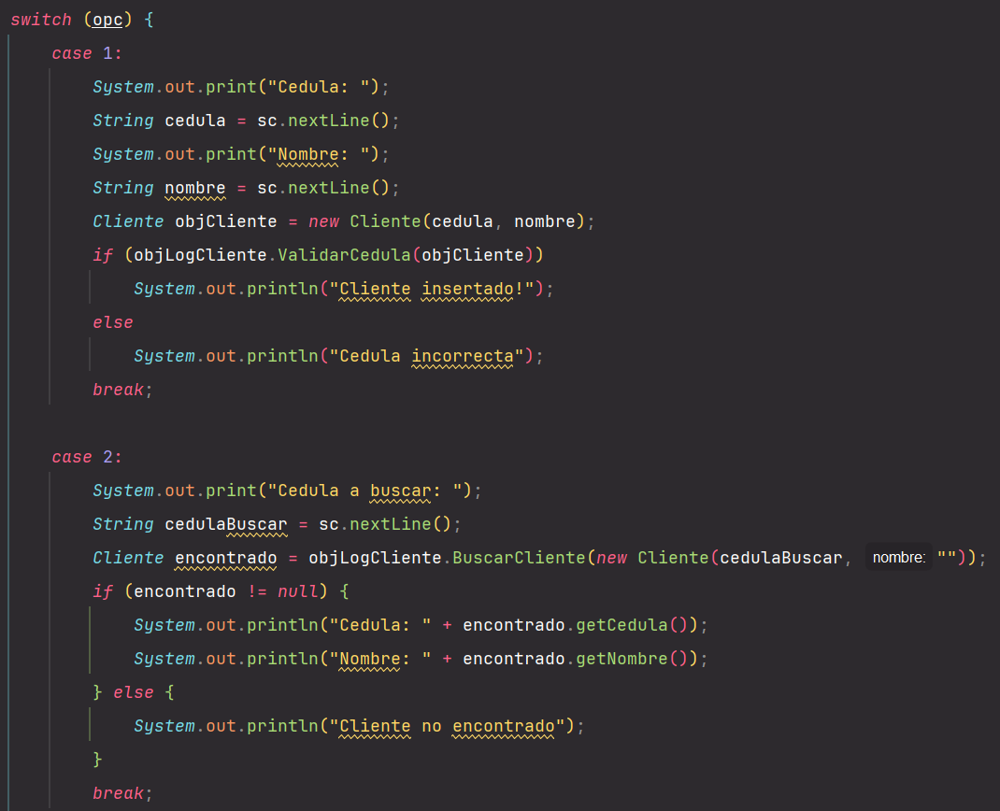 switch (opc) {
    case 1:
        System.out.print("Cedula: ");
        String cedula = sc.nextLine();
        System.out.print("Nombre: ");
        String nombre = sc.nextLine();
        Cliente objCliente = new Cliente(cedula, nombre);
        if (objLogCliente.ValidarCedula(objCliente))
            System.out.println("Cliente insertado!");
        else
            System.out.println("Cedula incorrecta");
        break;

    case 2:
        System.out.print("Cedula a buscar: ");
        String cedulaBuscar = sc.nextLine();
        Cliente encontrado = objLogCliente.BuscarCliente(new Cliente(cedulaBuscar, nombre: ""));
        if (encontrado != null) {
            System.out.println("Cedula: " + encontrado.getCedula());
            System.out.println("Nombre: " + encontrado.getNombre());
        } else {
            System.out.println("Cliente no encontrado");
        }
        break;